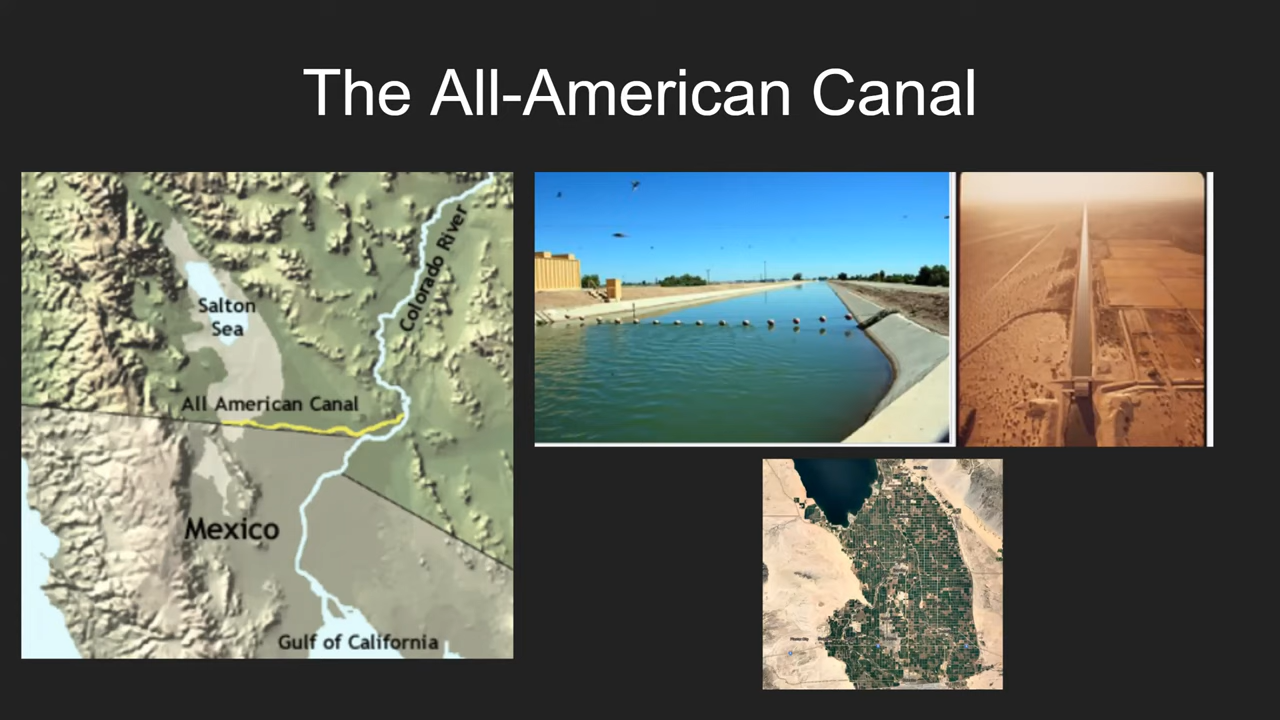 The All-American Canal
Colorado River
Salton
Sea
All American Canal
Mexico
Gulf of California